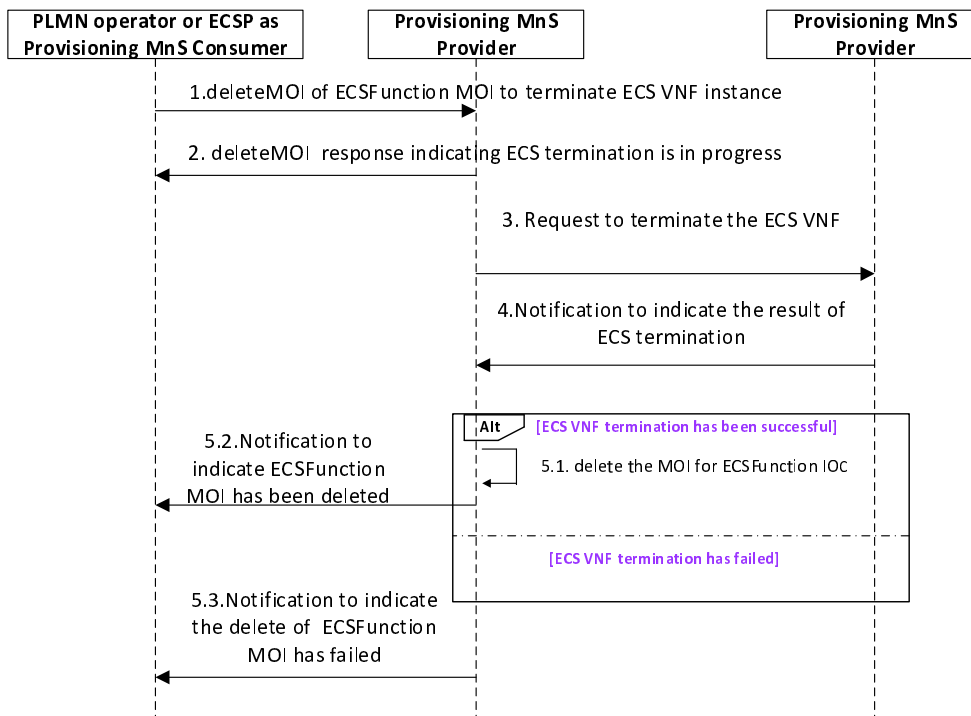 PLMN operator or ECSP as
Provisioning MnS Consumer
Provisioning MnS
Provider
Provisioning MnS
Provider
1.deleteMOI of ECSFunction MOI to terminate ECS VNF instance
2. deleteMOI response indicating ECS termination is in progress
3. Request to terminate the ECS VNF
4.Notification to indicate the result of
ECS termination
Alt
[ECS VNF termination has been successful]
5.1. delete the MOI for ECSFunction IOC
5.2.Notification to
indicate ECSFunction
MOI has been deleted
[ECS VNF termination has failed]
5.3.Notification to indicate
the delete of ECSFunction
MOI has failed